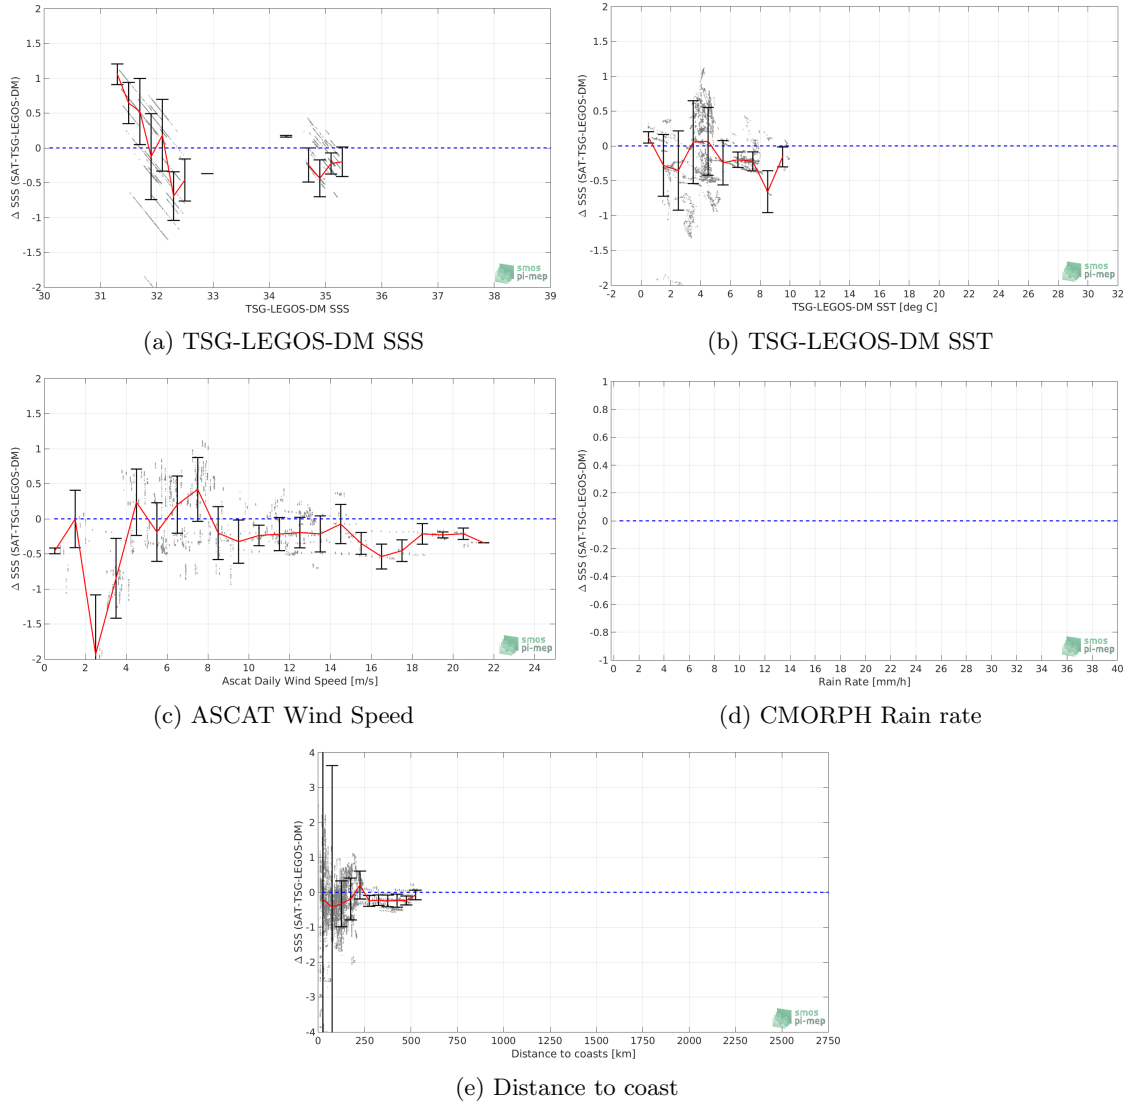 2
1.5
1
0.5
0
-0.5
-1
-1.5
-2
Δ SSS (SAT-TSG-LEGOS-DM)
30 31 32 33 34 35 36 37 38 39
TSG-LEGOS-DM SSS
smos
pi-mep
(a) TSG-LEGOS-DM SSS
2
1.5
1
0.5
0
-0.5
-1
-1.5
-2
Δ SSS (SAT-TSG-LEGOS-DM)
-2 0 2 4 6 8 10 12 14 16 18 20 22 24 26 28 30 32
TSG-LEGOS-DM SST [deg C]
smos
pi-mep
(b) TSG-LEGOS-DM SST
2
1.5
1
0.5
0
-0.5
-1
-1.5
-2
Δ SSS (SAT-TSG-LEGOS-DM)
0 2 4 6 8 10 12 14 16 18 20 22 24
Ascat Daily Wind Speed [m/s]
smos
pi-mep
(c) ASCAT Wind Speed
1
0.8
0.6
0.4
0.2
0
-0.2
-0.4
-0.6
-0.8
-1
Δ SSS (SAT-TSG-LEGOS-DM)
0 2 4 6 8 10 12 14 16 18 20 22 24 26 28 30 32 34 36 38 40
Rain Rate [mm/h]
smos
pi-mep
(d) CMORPH Rain rate
4
3
2
1
0
-1
-2
-3
-4
Δ SSS (SAT-TSG-LEGOS-DM)
0 250 500 750 1000 1250 1500 1750 2000 2250 2500 2750
Distance to coasts [km]
smos
pi-mep
(e) Distance to coast